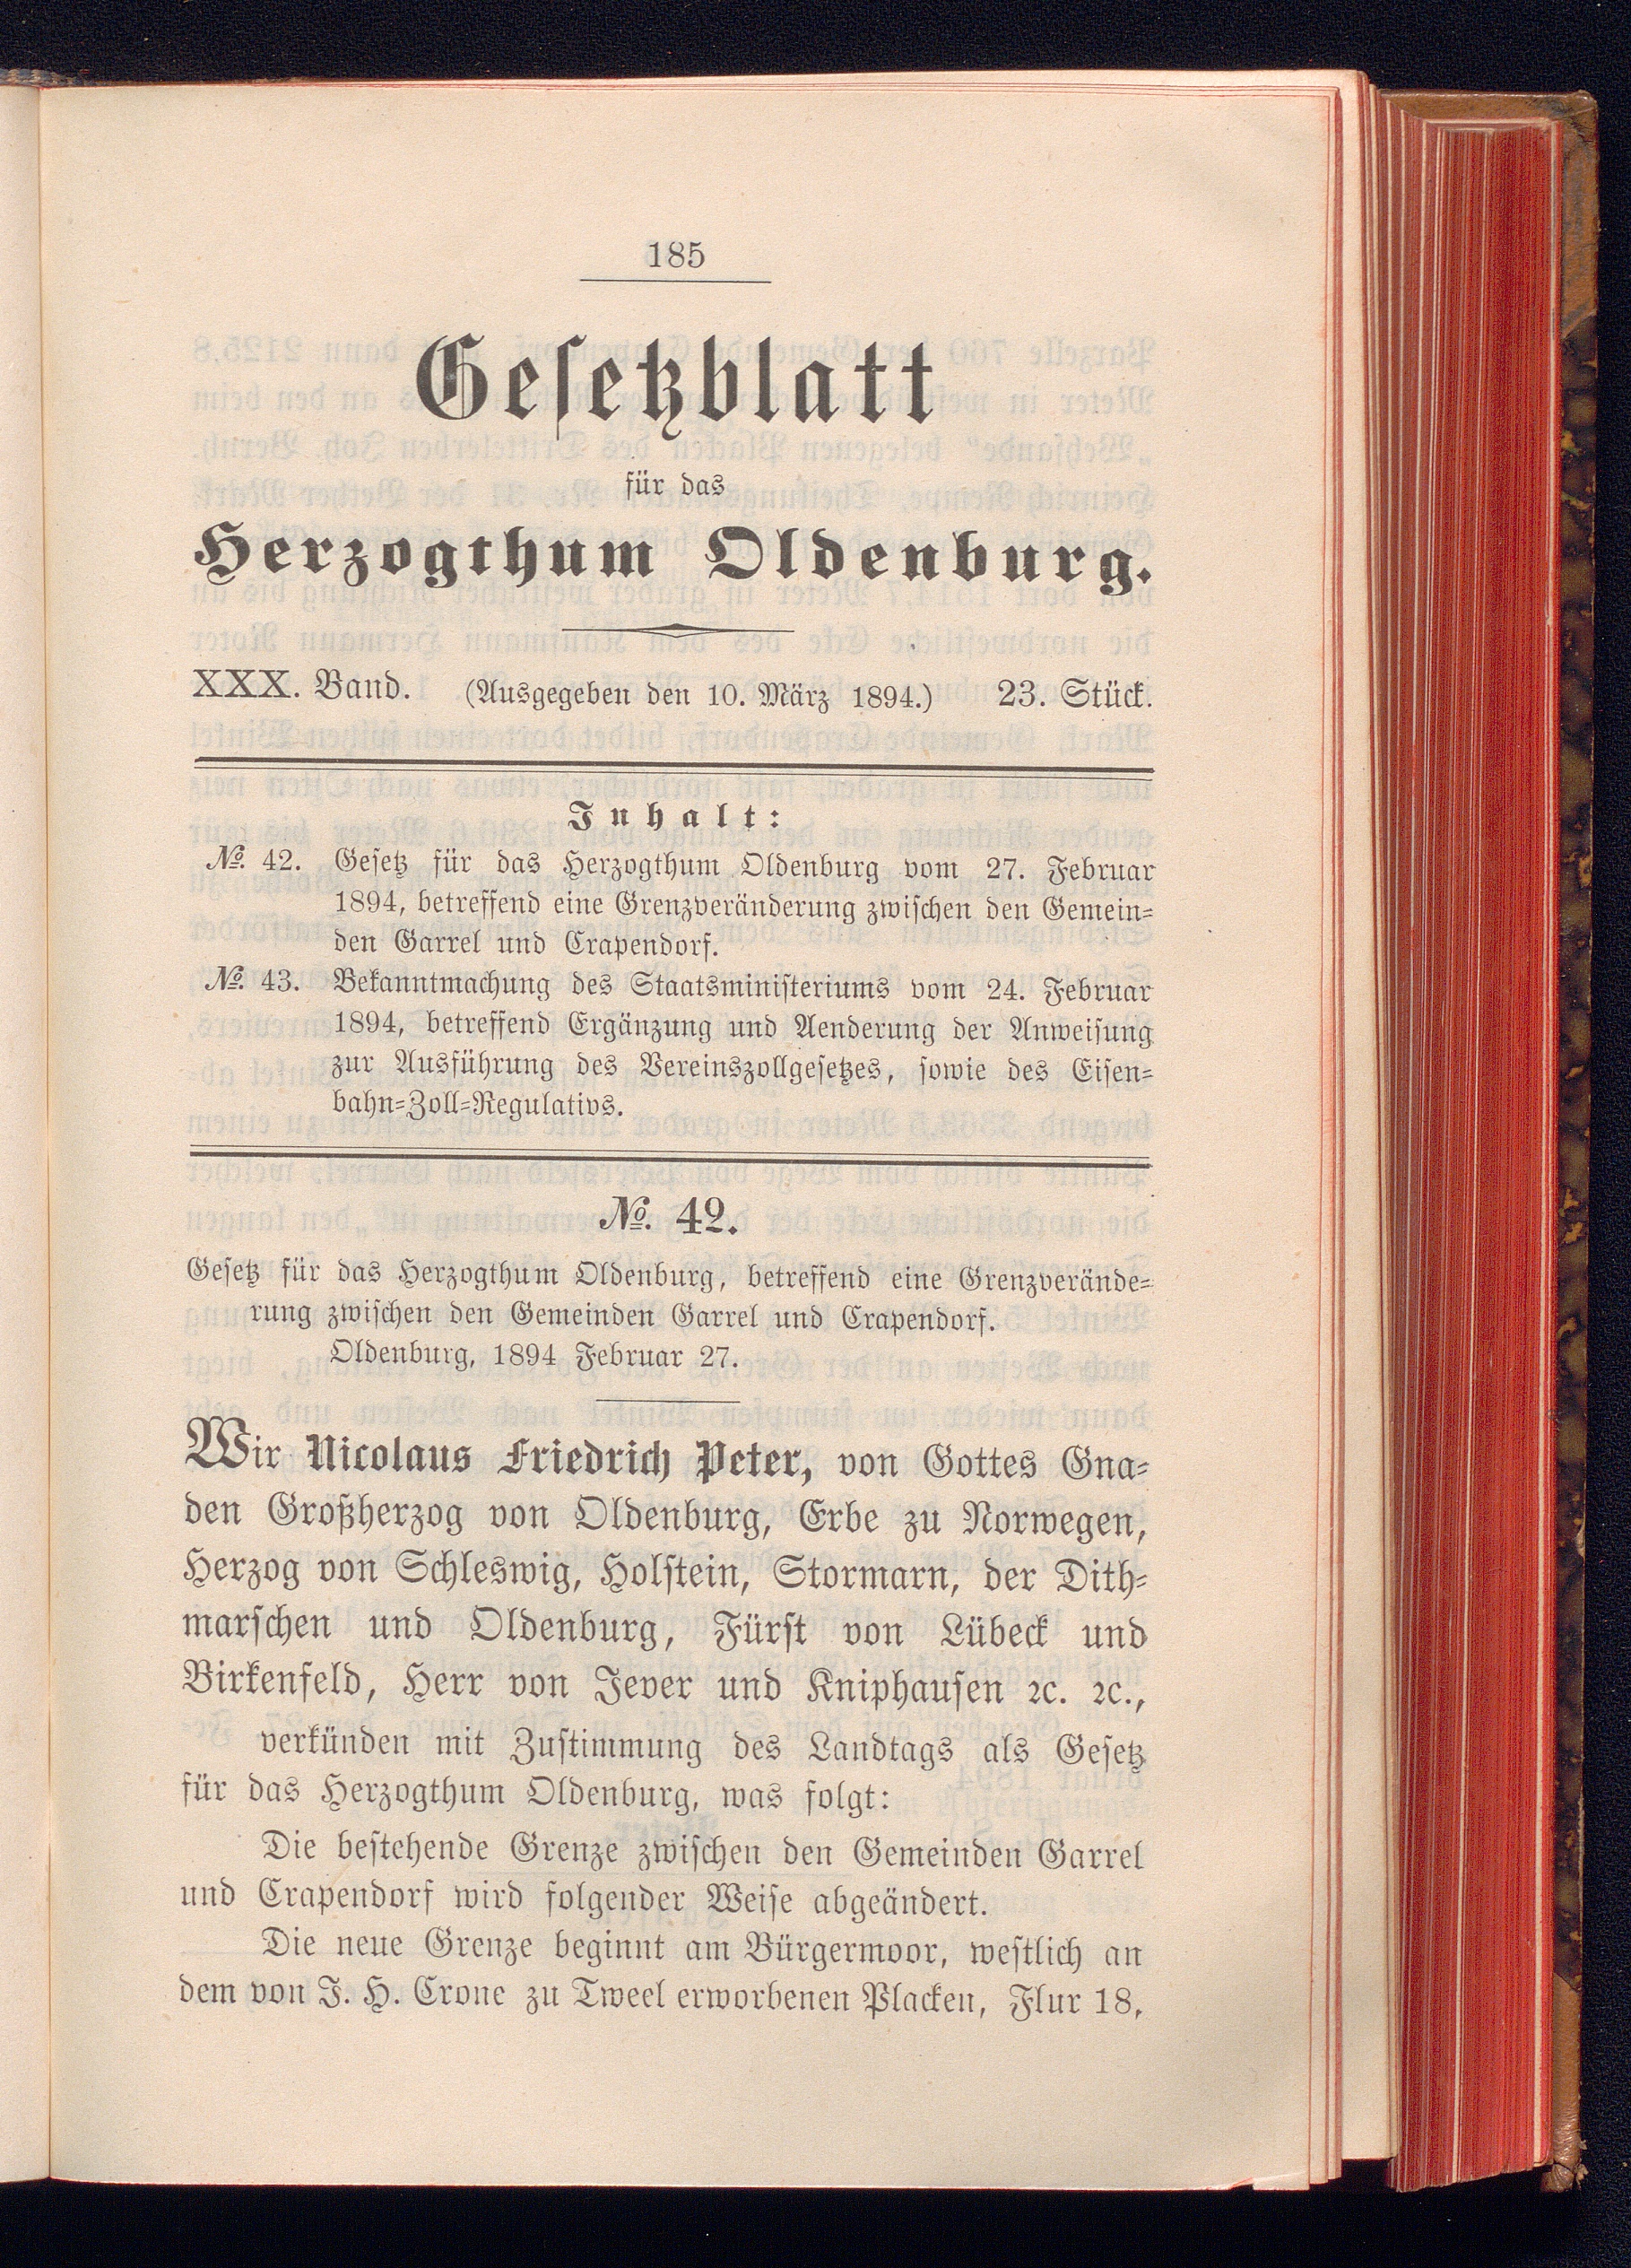 185
Gesetzblatt
für das
Herzogthum Oldenburg.
XXX. Band. (Ausgegeben den 10. März 1894.) 23. Stück.
Inhalt:
№. 42. Gesetz für das Herzogthum Oldenburg vom 27. Februar
1894, betreffend eine Grenzveränderung zwischen den Gemein-
den Garrel und Crapendorf.
№. 43. Bekanntmachung des Staatsministeriums vom 24. Februar
1894, betreffend Ergänzung und Aenderung der Anweisung
zur Ausführung des Vereinszollgesetzes, sowie des Eisen-
bahn-Zoll-Regulativs.
№. 42.
Gesetz für das Herzogthum Oldenburg, betreffend eine Grenzverände-
rung zwischen den Gemeinden Garrel und Crapendorf.
Oldenburg, 1894 Februar 27.
Wir Nicolaus Friedrich Peter, von Gottes Gna-
den Großherzog von Oldenburg, Erbe zu Norwegen,
Herzog von Schleswig, Holstein, Stormarn, der Dith-
marschen und Oldenburg, Fürst von Lübeck und
Birkenfeld, Herr von Jever und Kniphausen ꝛc. ꝛc.,
verkünden mit Zustimmung des Landtags als Gesetz
für das Herzogthum Oldenburg, was folgt:
Die bestehende Grenze zwischen den Gemeinden Garrel
und Crapendorf wird folgender Weise abgeändert.
Die neue Grenze beginnt am Bürgermoor, westlich an
dem von J. H. Crone zu Tweel erworbenen Placken, Flur 18,